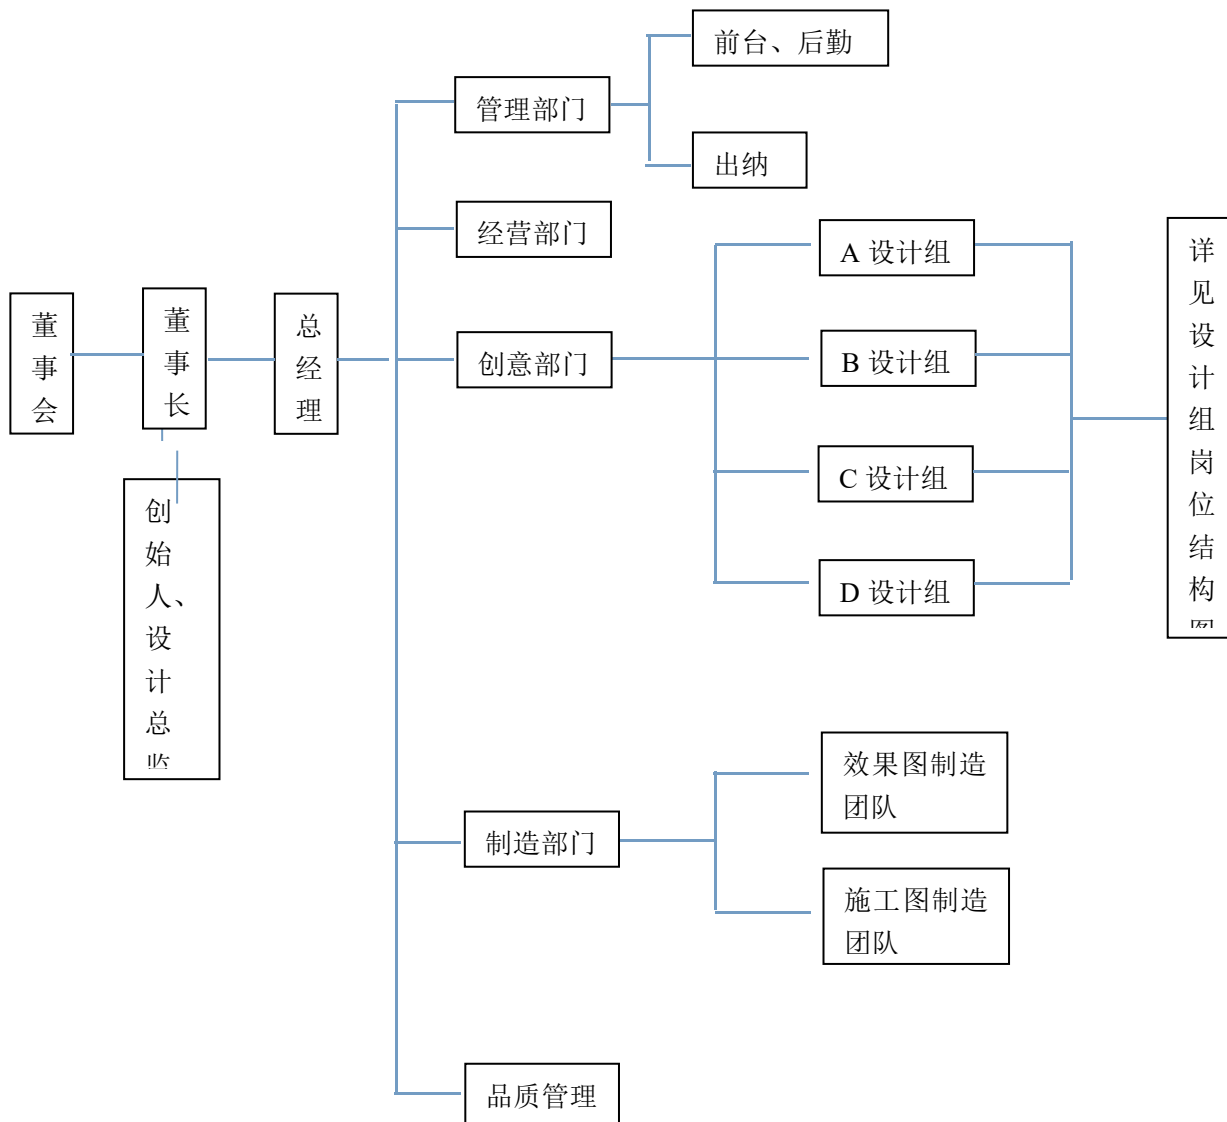 前台、后勤
管理部门
出纳
经营部门
A 设计组
创意部门
B 设计组
C 设计组
D 设计组
详见设计组岗位结构图
董事会
董事长
总经理
创始人、设计总监
效果图制造
团队
制造部门
施工图制造
团队
品质管理